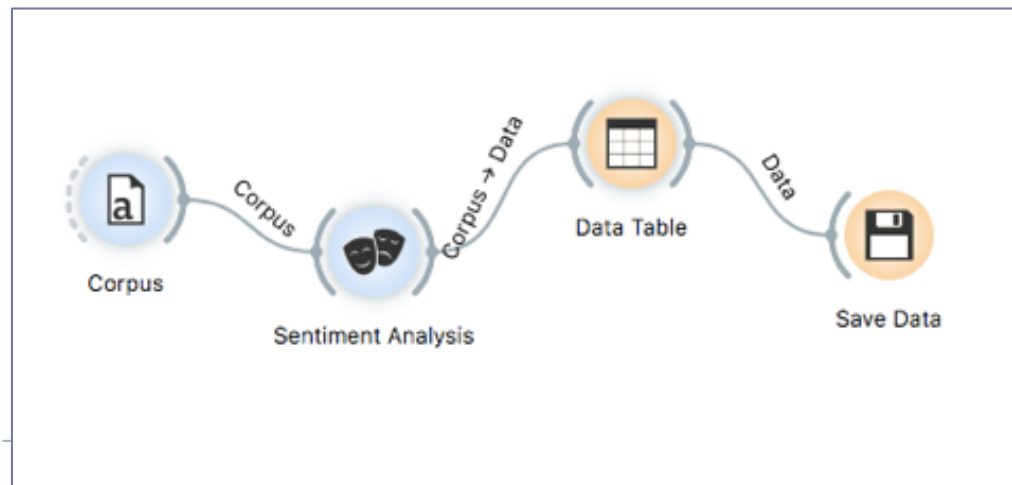 Corpus
Corpus
Sentiment Analysis
Corpus → Data
Data Table
Data
Save Data
a